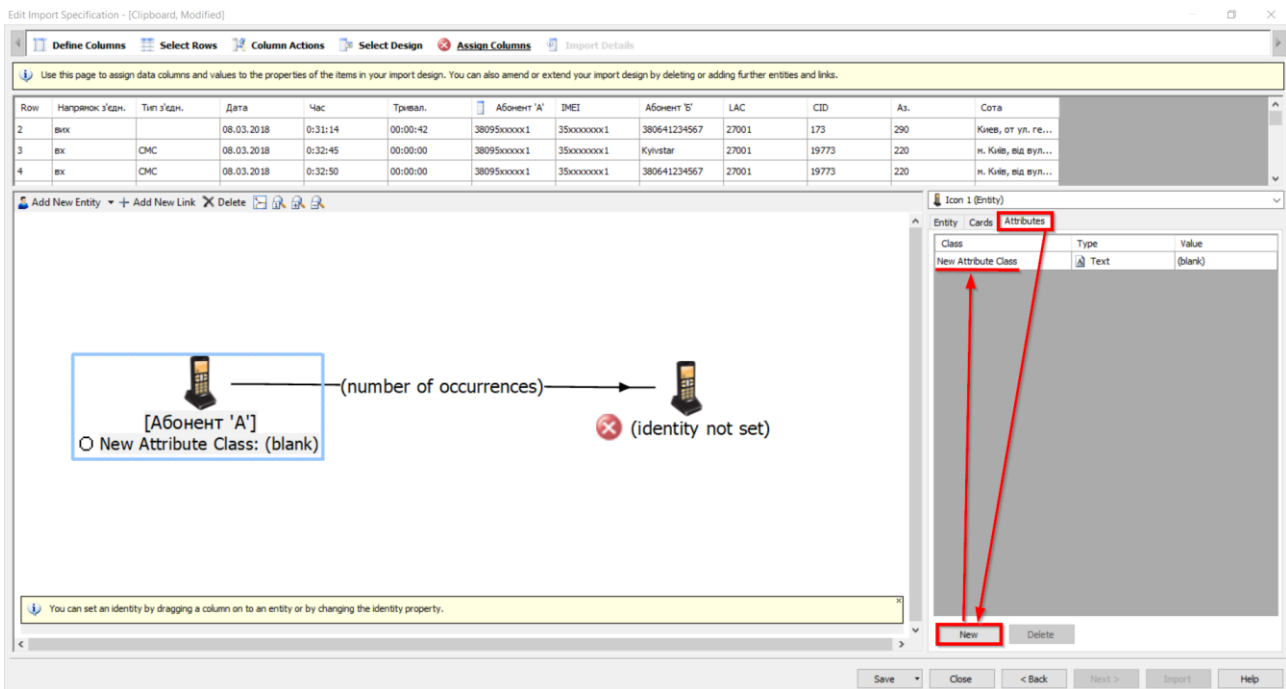 Edit Import Specification - [Clipboard, Modified]
Define Columns Select Rows Column Actions Select Design Assign Columns Import Details
Use this page to assign data columns and values to the properties of the items in your import design. You can also amend or extend your import design by deleting or adding further entities and links.
Row Напрямок з'єдн. Тип з'єдн. Дата Час Тривал. Абонент 'А' IMEI Абонент 'Б' LAC CID Аз. Сота
2 вих 08.03.2018 0:31:14 00:00:42 38095xxxxx1 35xxxxxxx1 380641234567 27001 173 290 Киев, от ул. ге...
3 вх СМС 08.03.2018 0:32:45 00:00:00 38095xxxxx1 35xxxxxxx1 Kyivstar 27001 19773 220 м. Київ, від вул...
4 вх СМС 08.03.2018 0:32:50 00:00:00 38095xxxxx1 35xxxxxxx1 380641234567 27001 19773 220 м. Київ, від вул...
Add New Entity Add New Link Delete
Icon 1 (Entity)
Entity Cards Attributes
Class Type Value
New Attribute Class Text (blank)
(number of occurrences)
[Абонент 'А']
(identity not set)
New Attribute Class: (blank)
You can set an identity by dragging a column on to an entity or by changing the identity property.
New Delete
Save Close < Back Next > Import Help